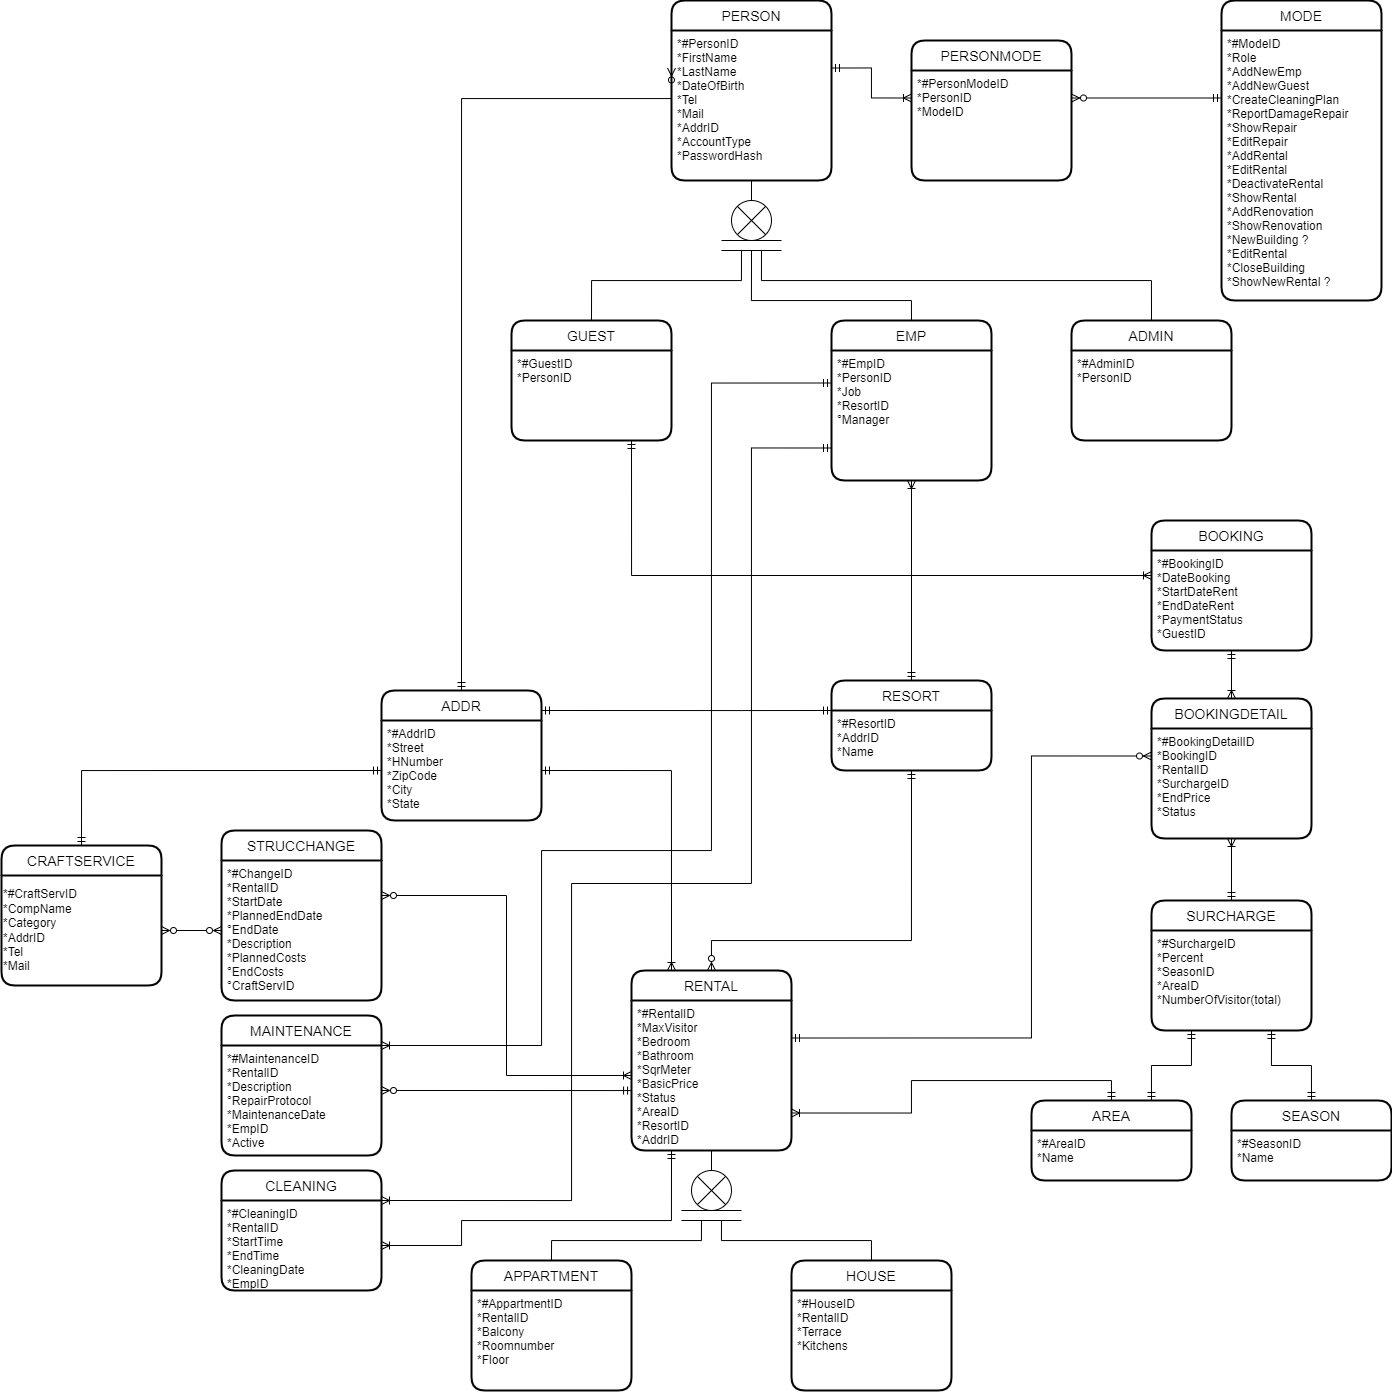 PERSON
*#PersonID
*FirstName
*LastName
*DateOfBirth
*Tel
*Mail
*AddrID
*AccountType
*PasswordHash
PERSONMODE
*#PersonModeID
*PersonID
*ModeID
MODE
*#ModeID
*Role
*AddNewEmp
*AddNewGuest
*CreateCleaningPlan
*ReportDamageRepair
*ShowRepair
*EditRepair
*AddRental
*EditRental
*DeactivateRental
*ShowRental
*AddRenovation
*ShowRenovation
*NewBuilding ?
*EditRental
*CloseBuilding
*ShowNewRental ?
GUEST
*#GuestID
*PersonID
EMP
*#EmpID
*PersonID
*Job
*ResortID
°Manager
ADMIN
*#AdminID
*PersonID
BOOKING
*#BookingID
*DateBooking
*StartDateRent
*EndDateRent
*PaymentStatus
*GuestID
ADDR
*#AddrID
*Street
*HNumber
*ZipCode
*City
*State
RESORT
*#ResortID
*AddrID
*Name
BOOKINGDETAIL
*#BookingDetailID
*BookingID
*RentalID
*SurchargeID
*EndPrice
*Status
CRAFTSERVICE
*#CraftServID
*CompName
*Category
*AddrID
*Tel
*Mail
STRUCCHANGE
*#ChangeID
*RentalID
*StartDate
*PlannedEndDate
°EndDate
*Description
*PlannedCosts
°EndCosts
°CraftServID
SURCHARGE
*#SurchargeID
*Percent
*SeasonID
*AreaID
*NumberOfVisitor(total)
RENTAL
*#RentalID
*MaxVisitor
*Bedroom
*Bathroom
*SqrMeter
*BasicPrice
*Status
*AreaID
*ResortID
*AddrID
MAINTENANCE
*#MaintenanceID
*RentalID
*Description
°RepairProtocol
*MaintenanceDate
*EmpID
*Active
AREA
*#AreaID
*Name
SEASON
*#SeasonID
*Name
CLEANING
*#CleaningID
*RentalID
*StartTime
*EndTime
*CleaningDate
*EmpID
APPARTMENT
*#AppartmentID
*RentalID
*Balcony
*Roomnumber
*Floor
HOUSE
*#HouseID
*RentalID
*Terrace
*Kitchens